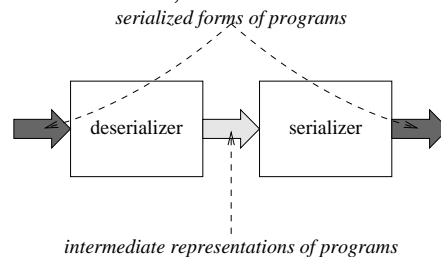 serialized forms of programs
deserializer
serializer
intermediate representations of programs